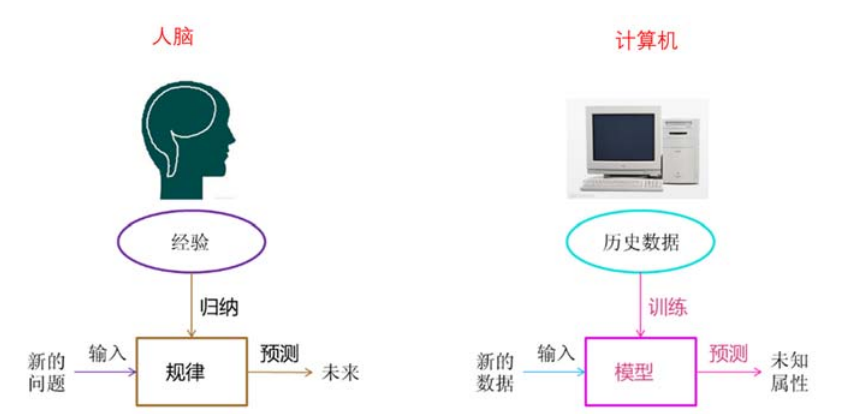 人脑
计算机
经验
历史数据
归纳
训练
新的
问题
输入
规律
预测
未来
新的
数据
输入
模型
预测
未知
属性